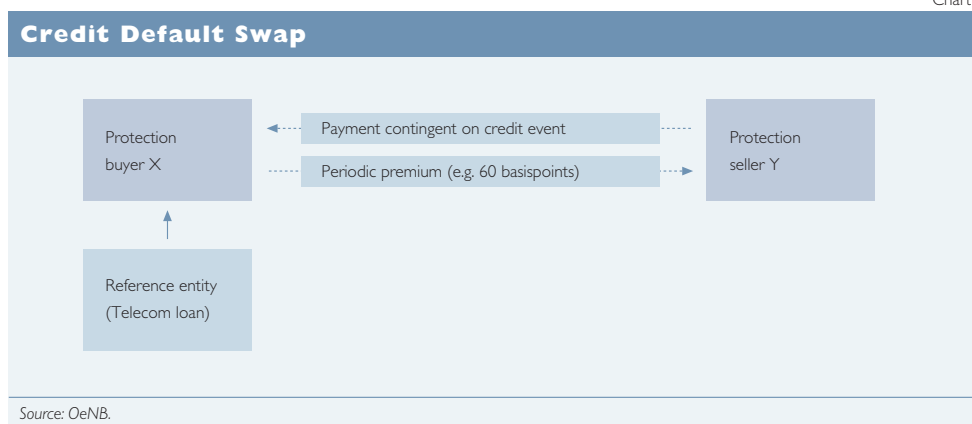 Chart
Credit Default Swap
Protection
buyer X
Payment contingent on credit event
Periodic premium (e.g. 60 basispoints)
Protection
seller Y
Reference entity
(Telecom loan)
Source: OeNB.